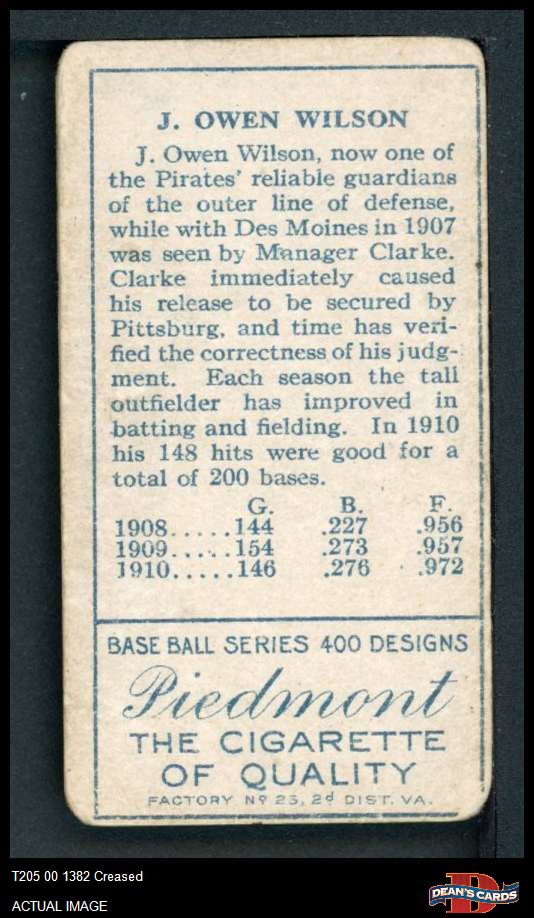 J. OWEN WILSON
J. Owen Wilson, now one of
the Pirates' reliable guardians
of the outer line of defense,
while with Des Moines in 1907
was seen by Manager Clarke.
Clarke immediately caused
his release to be secured by
Pittsburg, and time has veri-
fied the correctness of his judg-
ment. Each season the tall
outfielder has improved in
batting and fielding. In 1910
his 148 hits were good for a
total of 200 bases.
G. B. F.
1908.....144 .227 .956
1909.....154 .273 .957
1910.....146 .276 .972
BASE BALL SERIES 400 DESIGNS
Piedmont
THE CIGARETTE
OF QUALITY
FACTORY Nº 25, 2d DIST. VA.
T205 00 1382 Creased
ACTUAL IMAGE
DEAN'S CARDS